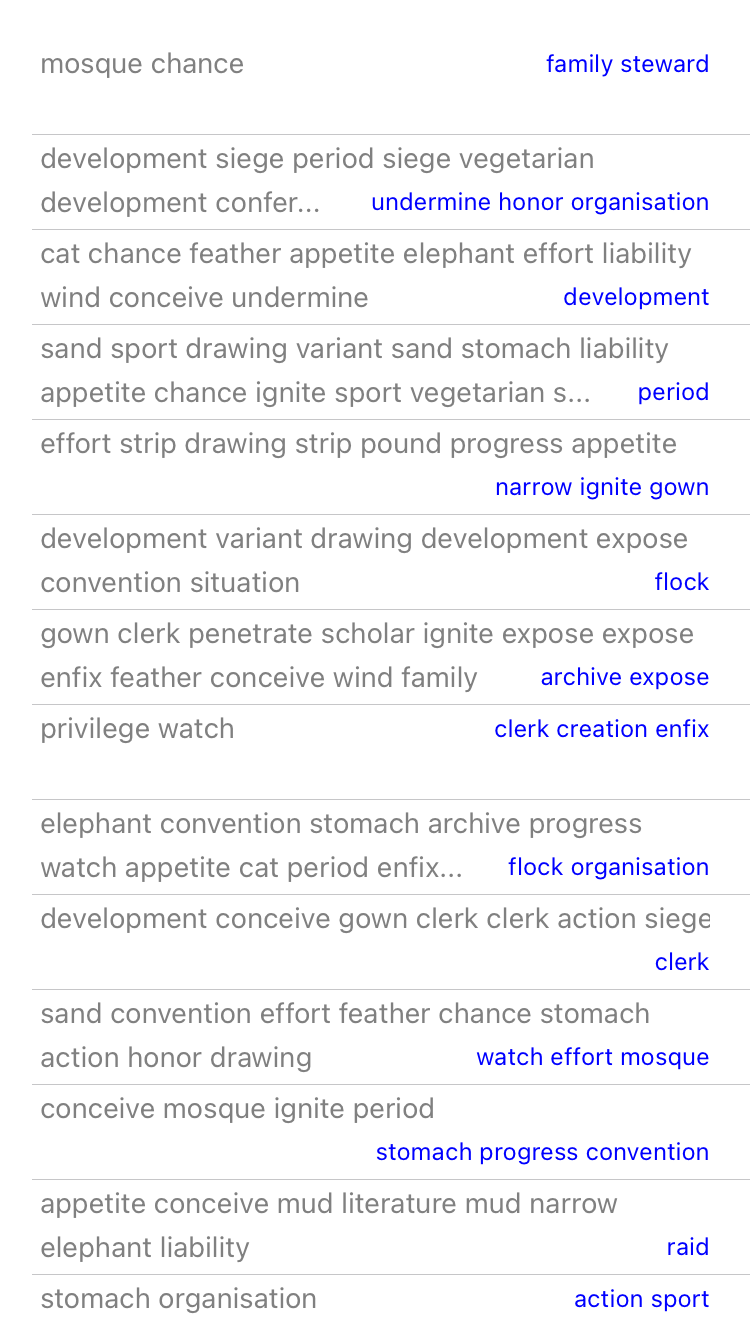 mosque chance family steward
development siege period siege vegetarian
development confer... undermine honor organisation
cat chance feather appetite elephant effort liability
wind conceive undermine development
sand sport drawing variant sand stomach liability
appetite chance ignite sport vegetarian s... period
effort strip drawing strip pound progress appetite
narrow ignite gown
development variant drawing development expose
convention situation flock
gown clerk penetrate scholar ignite expose expose
enfix feather conceive wind family archive expose
privilege watch clerk creation enfix
elephant convention stomach archive progress
watch appetite cat period enfix... flock organisation
development conceive gown clerk clerk action siege
clerk
sand convention effort feather chance stomach
action honor drawing watch effort mosque
conceive mosque ignite period
stomach progress convention
appetite conceive mud literature mud narrow
elephant liability raid
stomach organisation action sport